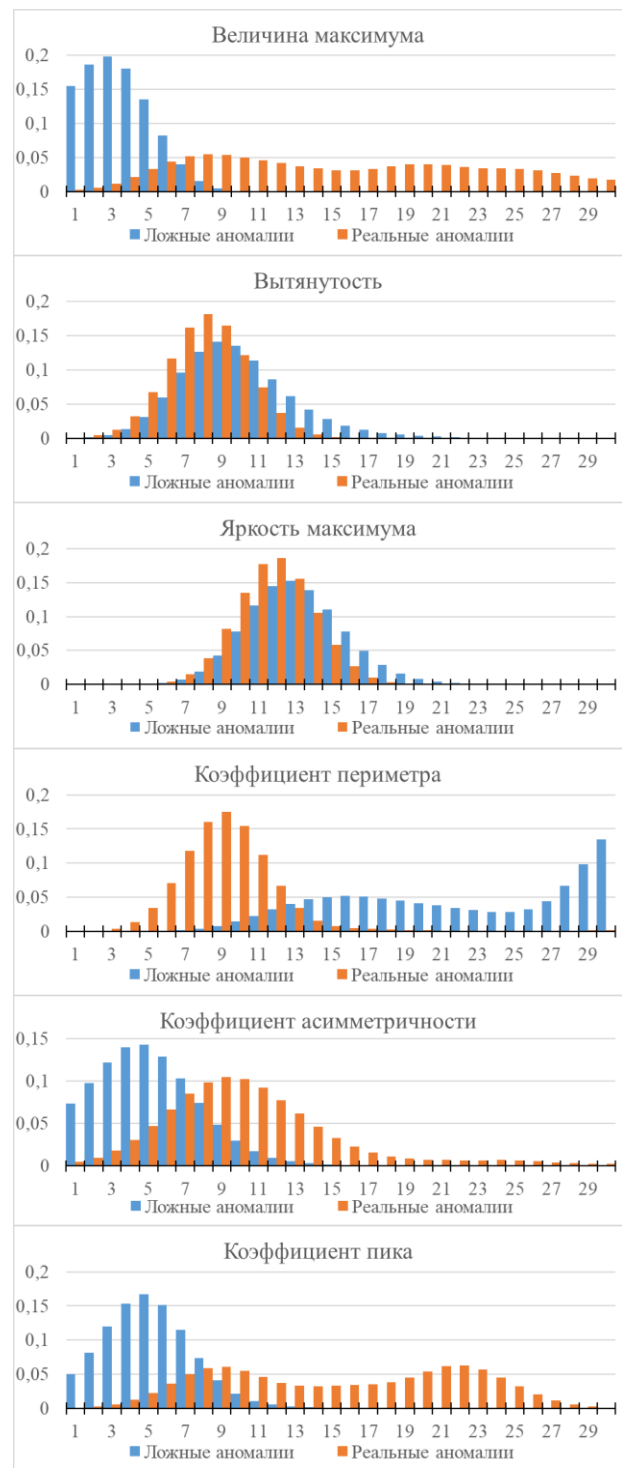 Величина максимума
0,2
0,15
0,1
0,05
0
1 3 5 7 9 11 13 15 17 19 21 23 25 27 29
Ложные аномалии Реальные аномалии
Вытянутость
0,2
0,15
0,1
0,05
0
1 3 5 7 9 11 13 15 17 19 21 23 25 27 29
Ложные аномалии Реальные аномалии
Яркость максимума
0,2
0,15
0,1
0,05
0
1 3 5 7 9 11 13 15 17 19 21 23 25 27 29
Ложные аномалии Реальные аномалии
Коэффициент периметра
0,2
0,15
0,1
0,05
0
1 3 5 7 9 11 13 15 17 19 21 23 25 27 29
Ложные аномалии Реальные аномалии
Коэффициент асимметричности
0,15
0,1
0,05
0
1 3 5 7 9 11 13 15 17 19 21 23 25 27 29
Ложные аномалии Реальные аномалии
Коэффициент пика
0,2
0,15
0,1
0,05
0
1 3 5 7 9 11 13 15 17 19 21 23 25 27 29
Ложные аномалии Реальные аномалии